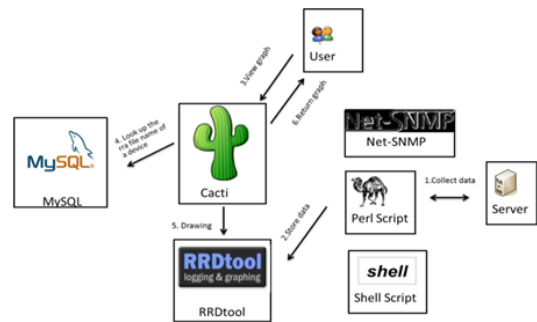 User
3.View graph
6.Return graph
4. Look up the
rra file name of
a device
MySQL
MySQL
Cacti
Net-SNMP
Net-SNMP
1.Collect data
Perl Script
Server
5. Drawing
2.Store data
RRDtool
logging & graphing
RRDtool
shell
Shell Script